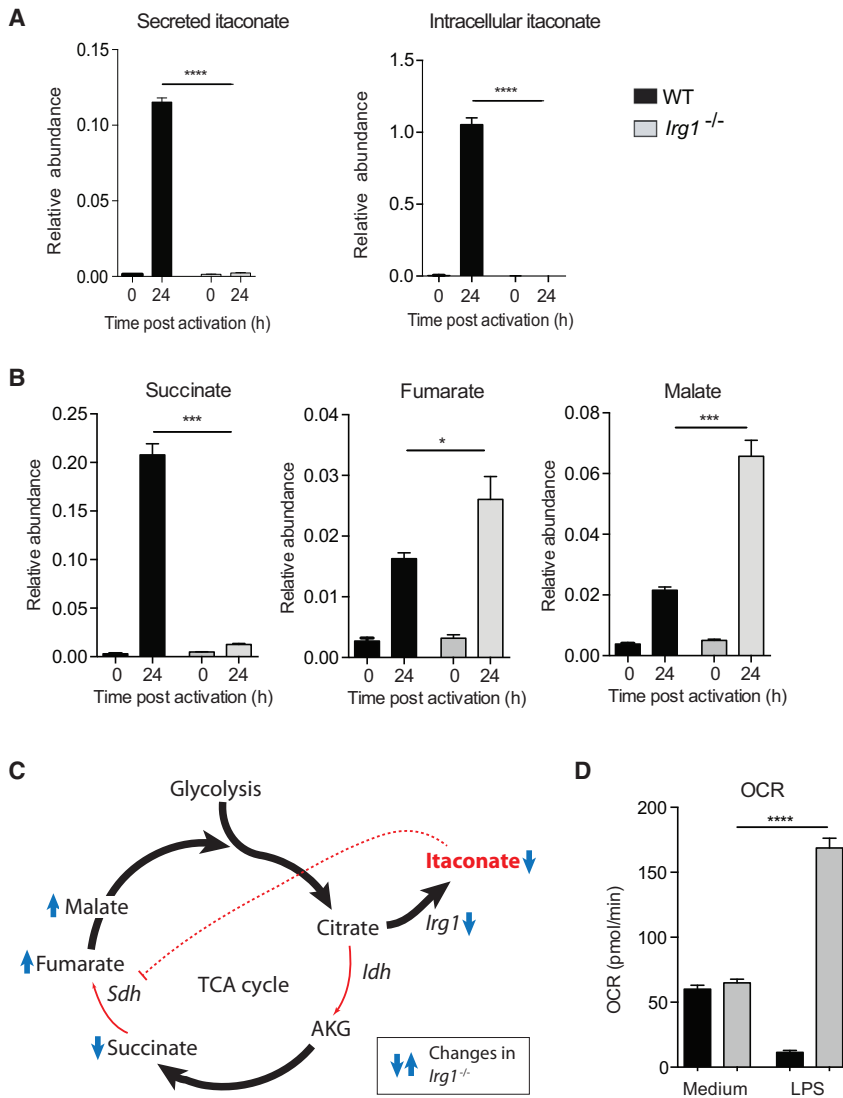 A
Secreted itaconate
Relative abundance
0.15
0.10
0.05
0.00
****
0 24 0 24
Time post activation (h)
Intracellular itaconate
Relative abundance
1.5
1.0
0.5
0.0
****
0 24 0 24
Time post activation (h)
WT
Irg1 -/-
B
Succinate
Relative abundance
0.25
0.20
0.15
0.10
0.05
0.00
***
0 24 0 24
Time post activation (h)
Fumarate
Relative abundance
0.04
0.03
0.02
0.01
0.00
*
0 24 0 24
Time post activation (h)
Malate
Relative abundance
0.08
0.06
0.04
0.02
0.00
***
0 24 0 24
Time post activation (h)
C
Glycolysis
Itaconate
Malate
Citrate
Irg1
Fumarate
Sdh
TCA cycle
Idh
AKG
Succinate
Changes in
Irg1-/-
D
OCR
OCR (pmol/min)
200
150
100
50
0
****
Medium LPS